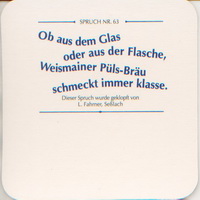 SPRUCH NR. 63
Ob aus dem Glas
oder aus der Flasche,
Weismainer Püls-Bräu
schmeckt immer klasse.
Dieser Spruch wurde geklopft von
L. Fahrner, Seßlach